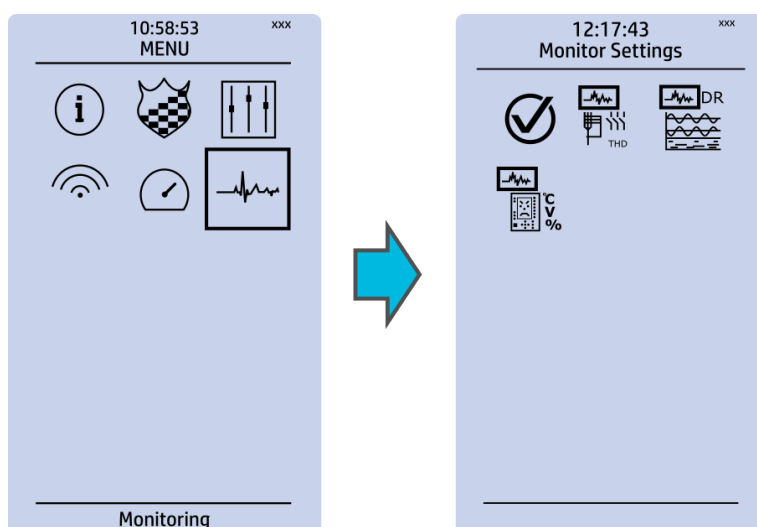 10:58:53
xxx
MENU
i
Monitoring
12:17:43
xxx
Monitor Settings
THD
DR
°C
V
%